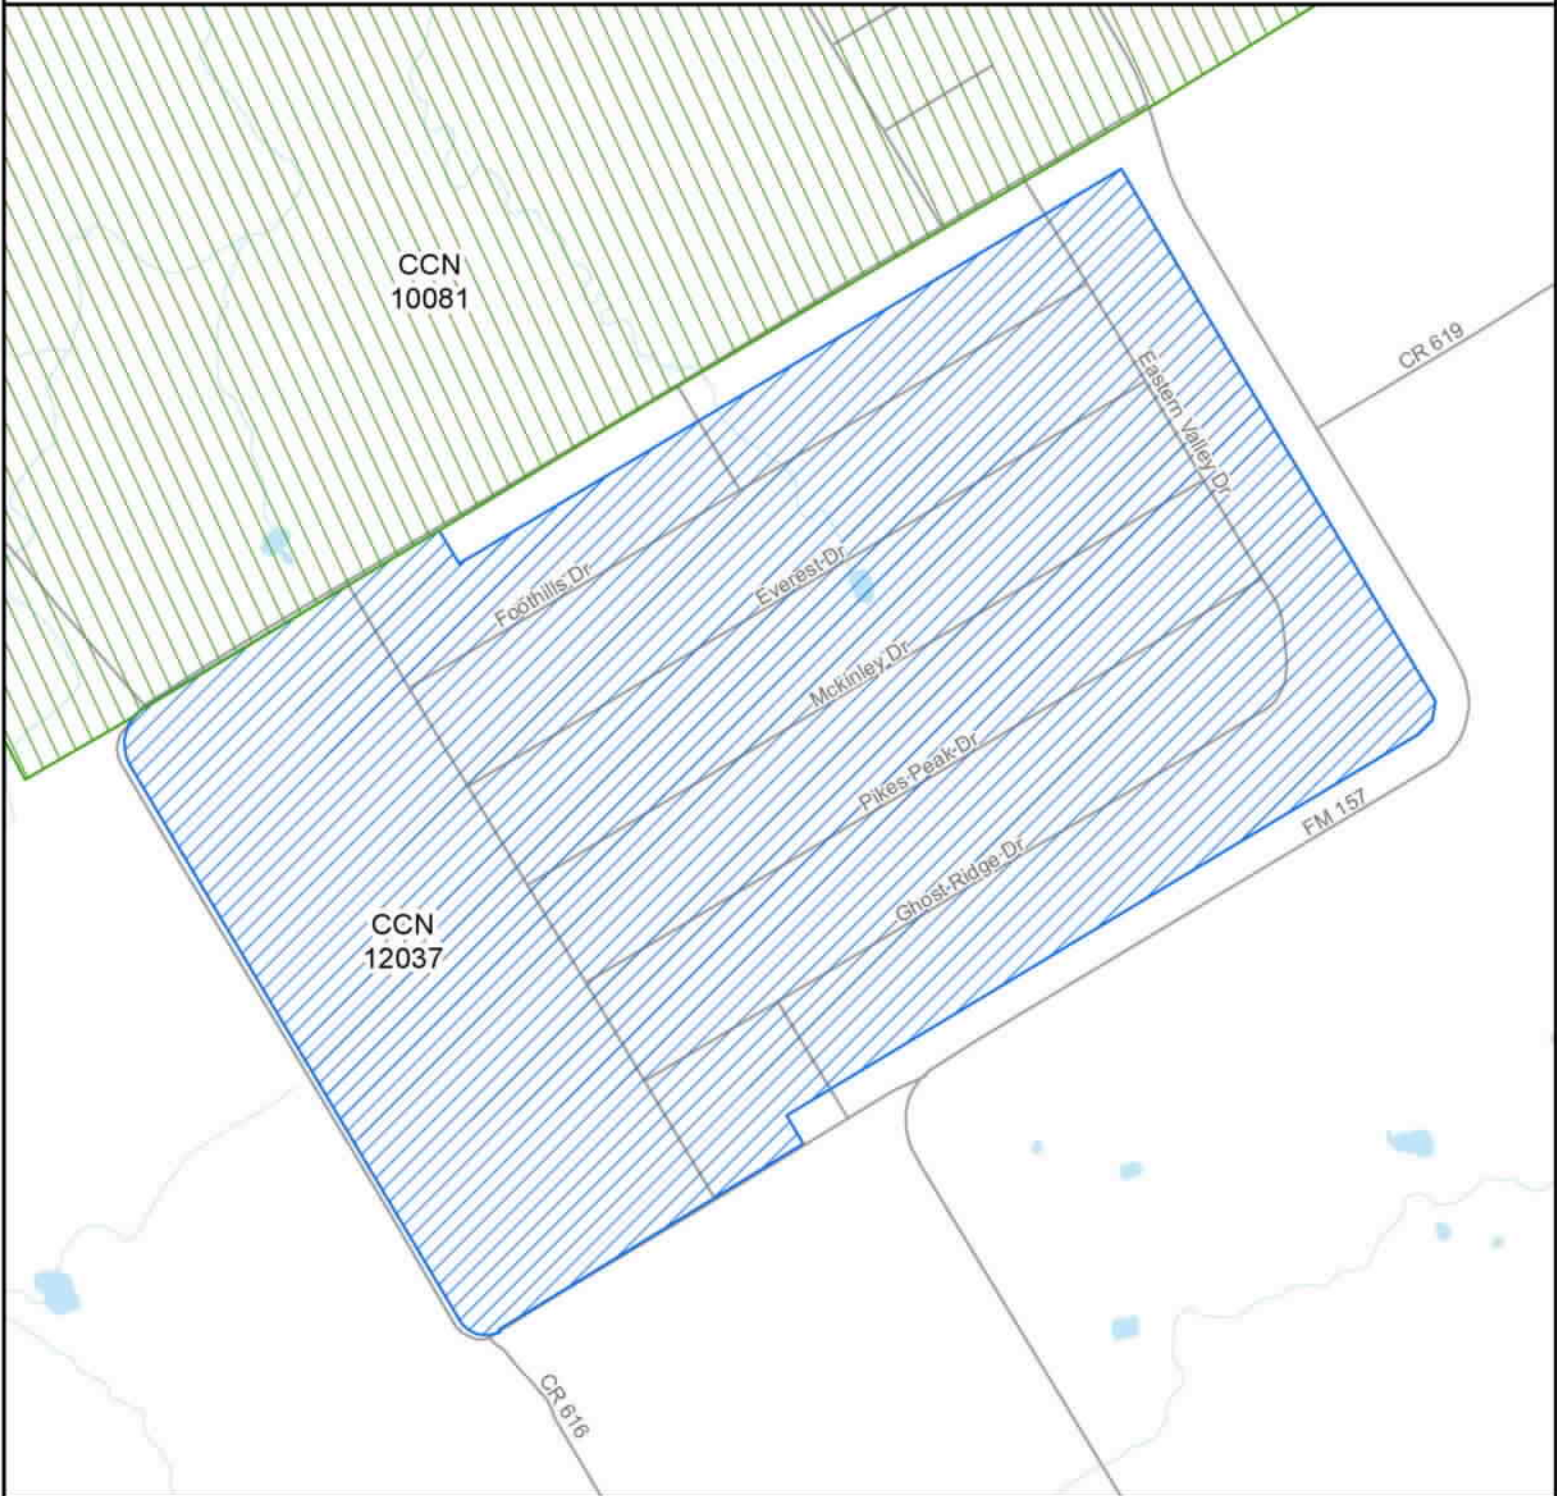 CCN
10081
CR 619
Eastern Valley Dr
Foothills Dr
Everest Dr
Mckinley Dr
Pikes Peak Dr
FM 157
Ghost Ridge Dr
CCN
12037
CR 616